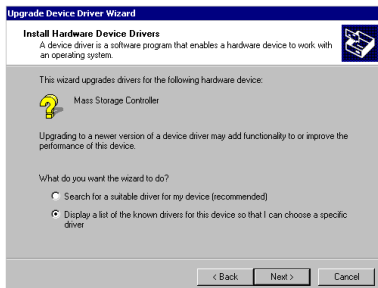 Upgrade Device Driver Wizard
Install Hardware Device Drivers
A device driver is a software program that enables a hardware device to work with
an operating system.
This wizard upgrades drivers for the following hardware device:
Mass Storage Controller
Upgrading to a newer version of a device driver may add functionality to or improve the
performance of this device.
What do you want the wizard to do?
Search for a suitable driver for my device (recommended)
Display a list of the known drivers for this device so that I can choose a specific
driver
< Back Next > Cancel